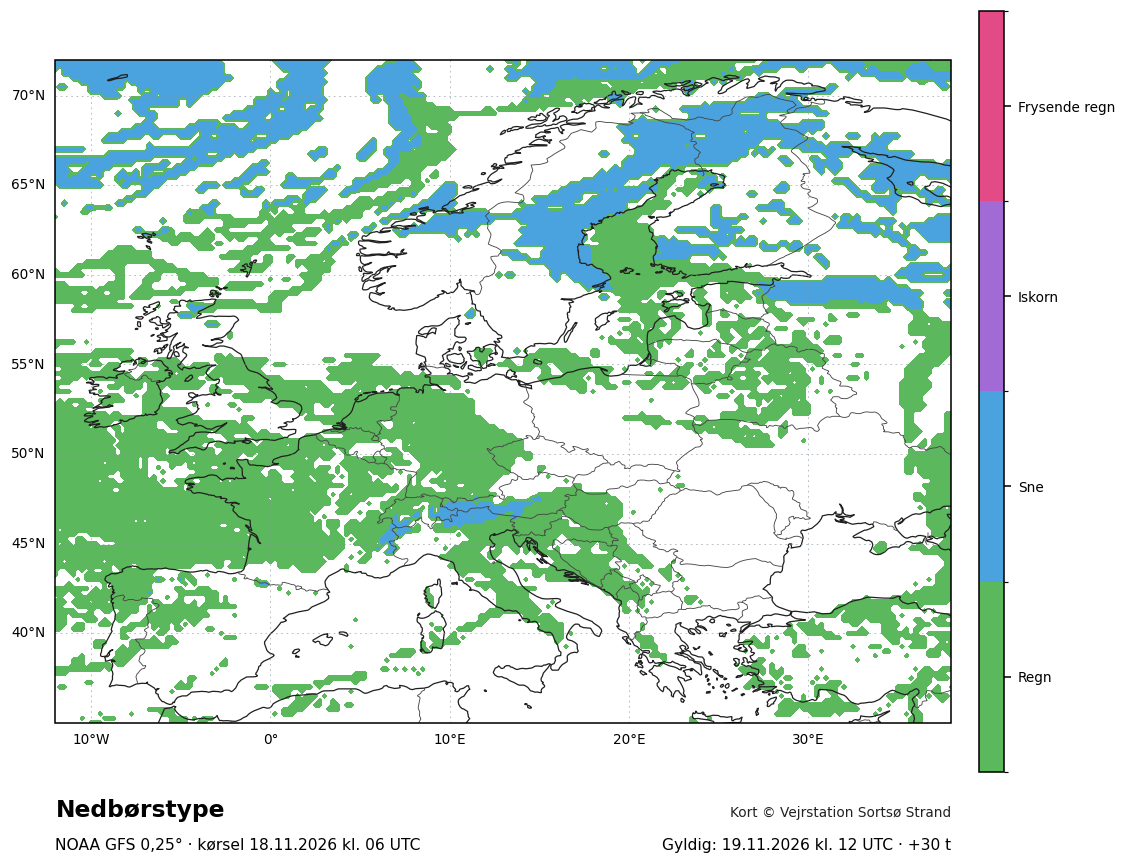 70°N
65°N
60°N
55°N
50°N
45°N
40°N
10°W
0°
10°E
20°E
30°E
Frysende regn
Iskorn
Sne
Regn
Nedbørstype
Kort © Vejrstation Sortsø Strand
NOAA GFS 0,25° · kørsel 18.11.2026 kl. 06 UTC
Gyldig: 19.11.2026 kl. 12 UTC · +30 t